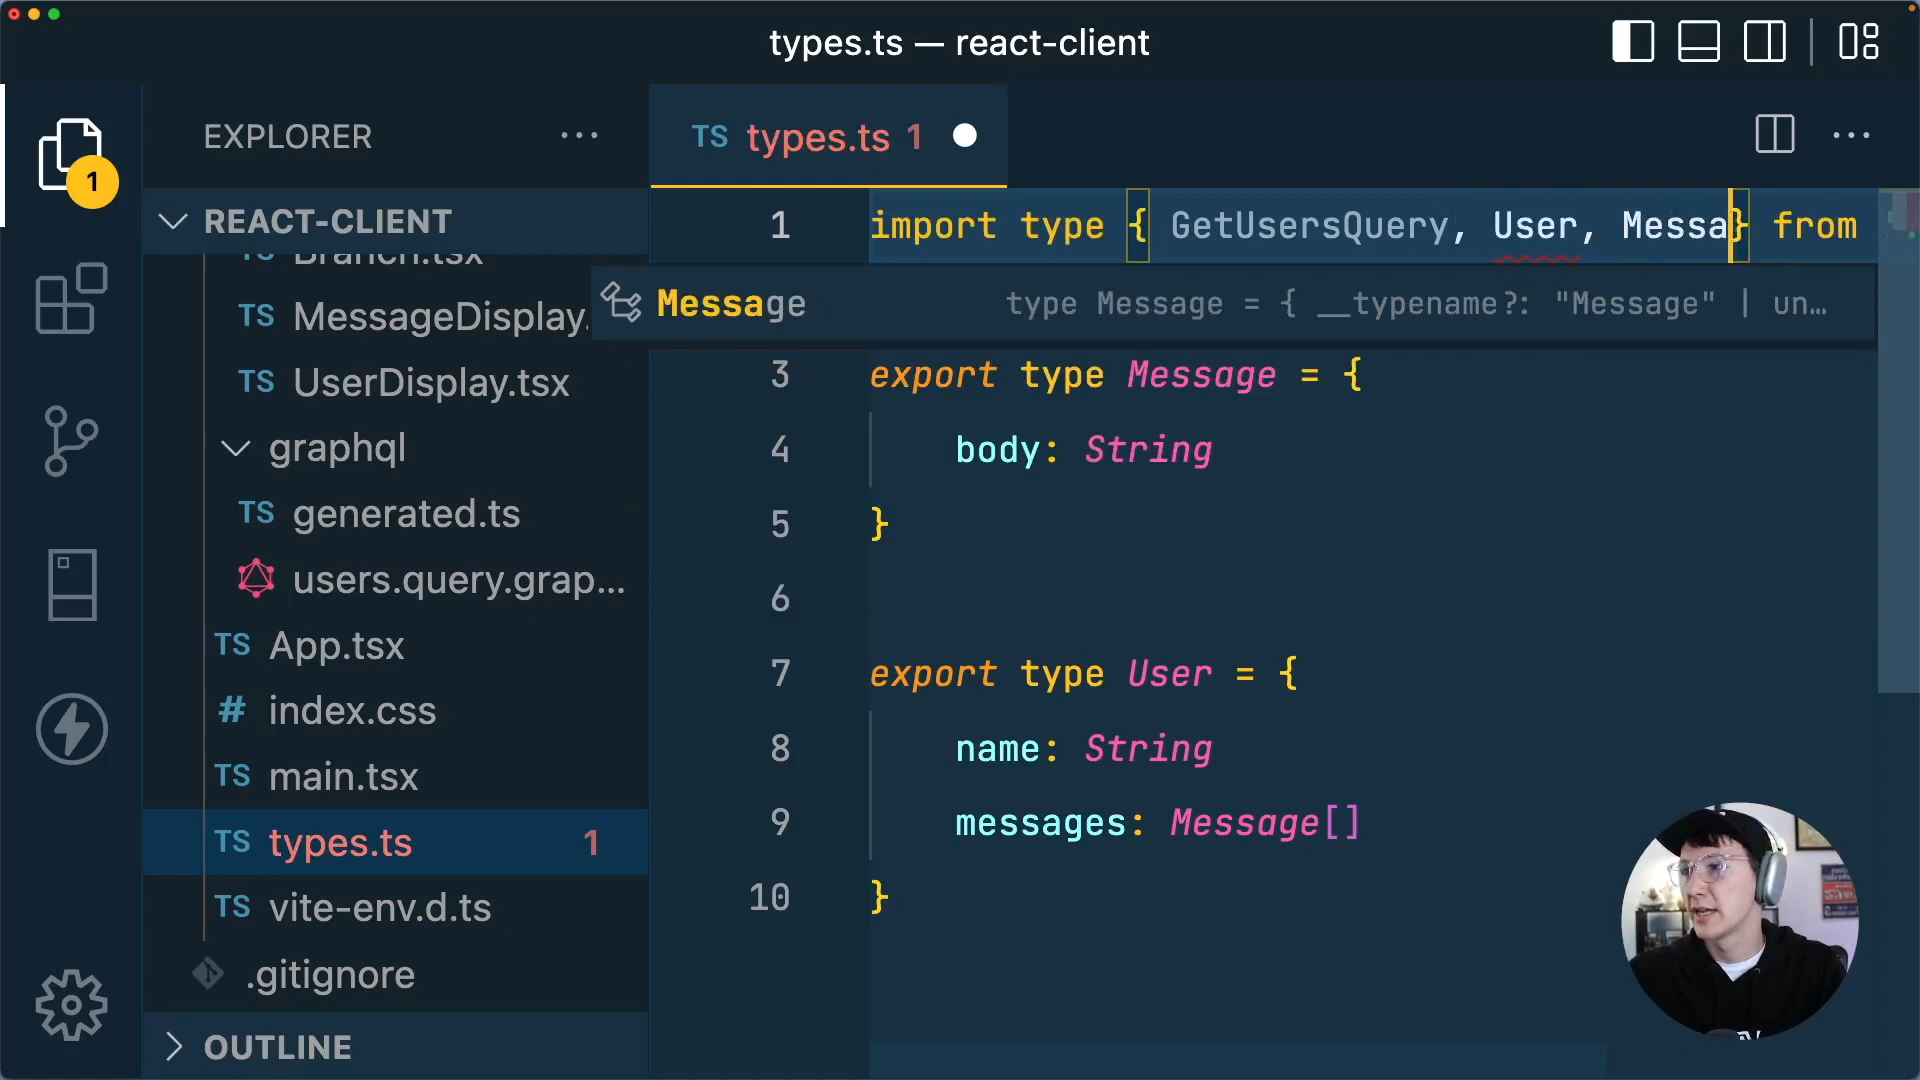 types.ts — react-client
EXPLORER
TS types.ts 1
1
REACT-CLIENT
TS Branch.tsx
TS MessageDisplay.
TS UserDisplay.tsx
graphql
TS generated.ts
users.query.grap...
TS App.tsx
# index.css
TS main.tsx
TS types.ts 1
TS vite-env.d.ts
.gitignore
OUTLINE
1 import type { GetUsersQuery, User, Messa} from
Message type Message = { __typename?: "Message" | un...
3 export type Message = {
4 body: String
5 }
6
7 export type User = {
8 name: String
9 messages: Message[]
10 }